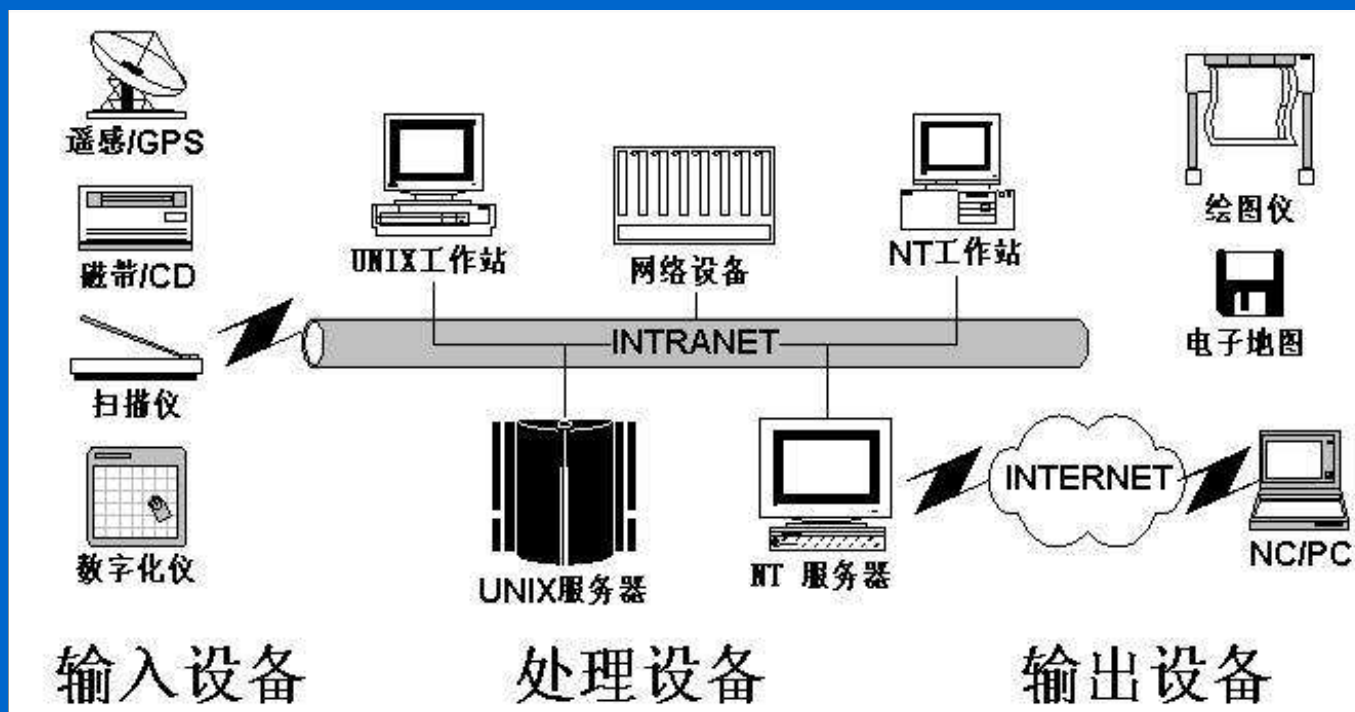 遥感/GPS
磁带/CD
扫描仪
数字化仪
UNIX工作站
网络设备
NT工作站
INTRANET
UNIX服务器
NT 服务器
绘图仪
电子地图
INTERNET
NC/PC
输入设备
处理设备
输出设备